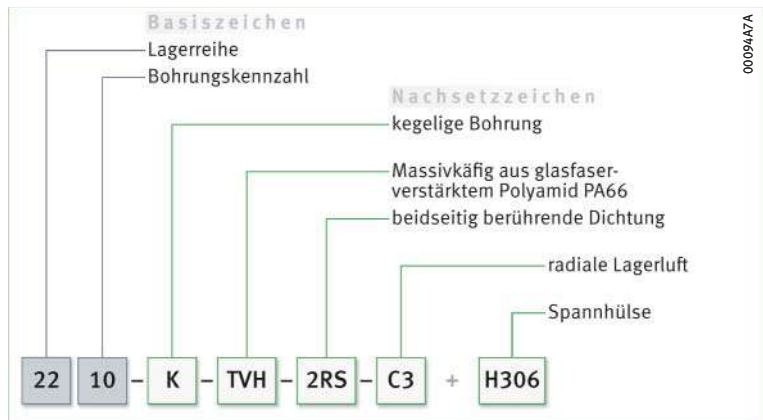 Basiszeichen
Lagerreihe
Bohrungskennzahl
Nachsetzzeichen
kegelige Bohrung
Massivkäfig aus glasfaser-
verstärktem Polyamid PA66
beidseitig berührende Dichtung
radiale Lagerluft
Spannhülse
22 10 – K – TVH – 2RS – C3 + H306
00094A7A